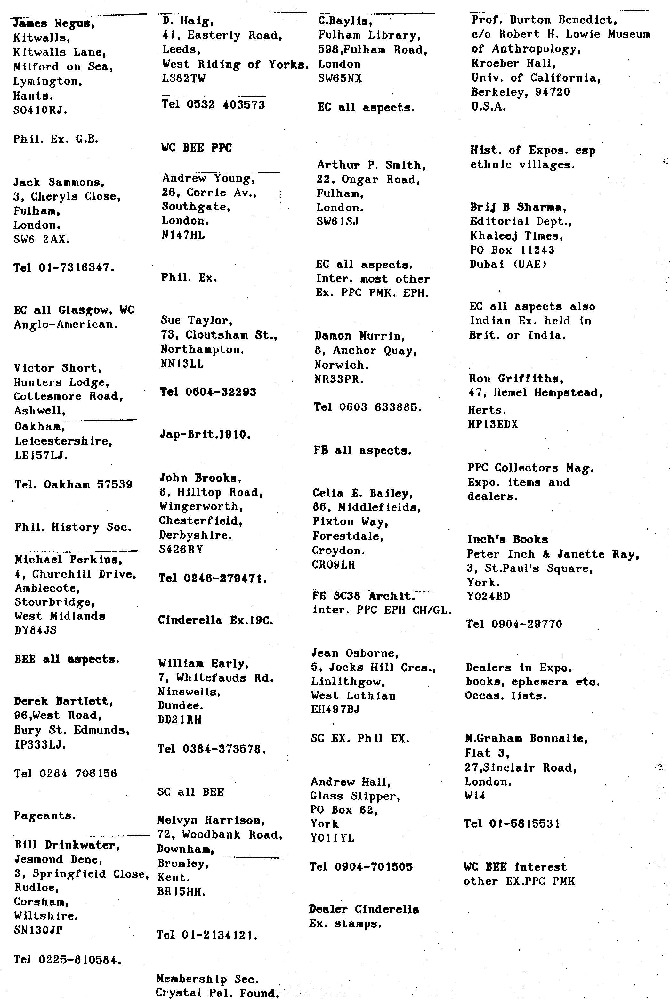 James Negus,
Kitwalls,
Kitwalls Lane,
Milford on Sea,
Lymington,
Hants.
SO410RJ.
Phil. Ex. G.B.
Jack Sammons,
3, Cheryls Close,
Fulham,
London.
SW6 2AX.
Tel 01-7316347.
EC all Glasgow, WC
Anglo-American.
Victor Short,
Hunters Lodge,
Cottesmore Road,
Ashwell,
Oakham,
Leicestershire,
LE157LJ.
Tel. Oakham 57539
Phil. History Soc.
Michael Perkins,
4, Churchill Drive,
Amblecote,
Stourbridge,
West Midlands
DY84JS
BEE all aspects.
Derek Bartlett,
96,West Road,
Bury St. Edmunds,
IP333LJ.
Tel 0284 706156
Pageants.
Bill Drinkwater,
Jesmond Dene,
3, Springfield Close,
Rudloe,
Corsham,
Wiltshire.
SN130JP
Tel 0225-810584.
D. Haig,
41, Easterly Road,
Leeds,
West Riding of Yorks.
LS82TW
Tel 0532 403573
WC BEE PPC
Andrew Young,
26, Corrie Av.,
Southgate,
London.
N147HL
Phil. Ex.
Sue Taylor,
73, Cloutsham St.,
Northampton.
NN13LL
Tel 0604-32293
Jap-Brit.1910.
John Brooks,
8, Hilltop Road,
Wingerworth,
Chesterfield,
Derbyshire.
S426RY
Tel 0246-279471.
Cinderella Ex.19C.
William Early,
7, Whitefauds Rd.
Ninewells,
Dundee.
DD21RH
Tel 0384-373578.
SC all BEE
Melvyn Harrison,
72, Woodbank Road,
Downham,
Bromley,
Kent.
BR15HH.
Tel 01-2134121.
Membership Sec.
Crystal Pal. Found.
C.Baylis,
Fulham Library,
598,Fulham Road,
London
SW65NX
EC all aspects.
Arthur P. Smith,
22, Ongar Road,
Fulham,
London.
SW61SJ
EC all aspects.
Inter. most other
Ex. PPC PMK. EPH.
Damon Murrin,
8, Anchor Quay,
Norwich.
NR33PR.
Tel 0603 633885.
FB all aspects.
Celia E. Bailey,
86, Middlefields,
Pixton Way,
Forestdale,
Croydon.
CRO9LH
FE SC38 Archit.
inter. PPC EPH CH/GL.
Jean Osborne,
5, Jocks Hill Cres.,
Linlithgow,
West Lothian
EH497BJ
SC EX. Phil EX.
Andrew Hall,
Glass Slipper,
PO Box 62,
York
YO11YL
Tel 0904-701505
Dealer Cinderella
Ex. stamps.
Prof. Burton Benedict,
c/o Robert H. Lowie Museum
of Anthropology,
Kroeber Hall,
Univ. of California,
Berkeley, 94720
U.S.A.
Hist. of Expos. esp
ethnic villages.
Brij B Sharma,
Editorial Dept.,
Khaleej Times,
PO Box 11243
Dubai (UAE)
EC all aspects also
Indian Ex. held in
Brit. or India.
Ron Griffiths,
47, Hemel Hempstead,
Herts.
HP13EDX
PPC Collectors Mag.
Expo. items and
dealers.
Inch's Books
Peter Inch & Janette Ray,
3, St.Paul's Square,
York.
YO24BD
Tel 0904-29770
Dealers in Expo.
books, ephemera etc.
Occas. lists.
M.Graham Bonnalie,
Flat 3,
27,Sinclair Road,
London.
W14
Tel 01-5815531
WC BEE interest
other EX.PPC PMK